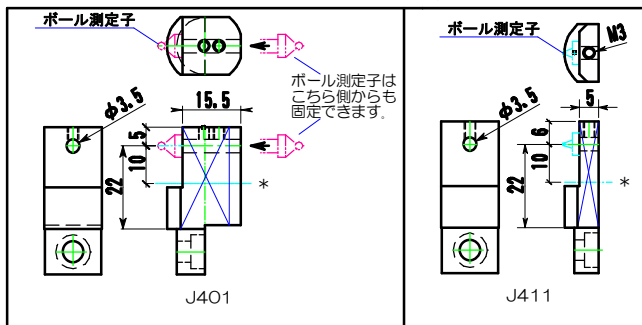 ボール測定子
ボール測定子は
こちら側からも
固定できます。
15.5
φ3.5
5
10
22
*
J401
ボール測定子
M3
5
φ3.5
6
10
22
*
J411